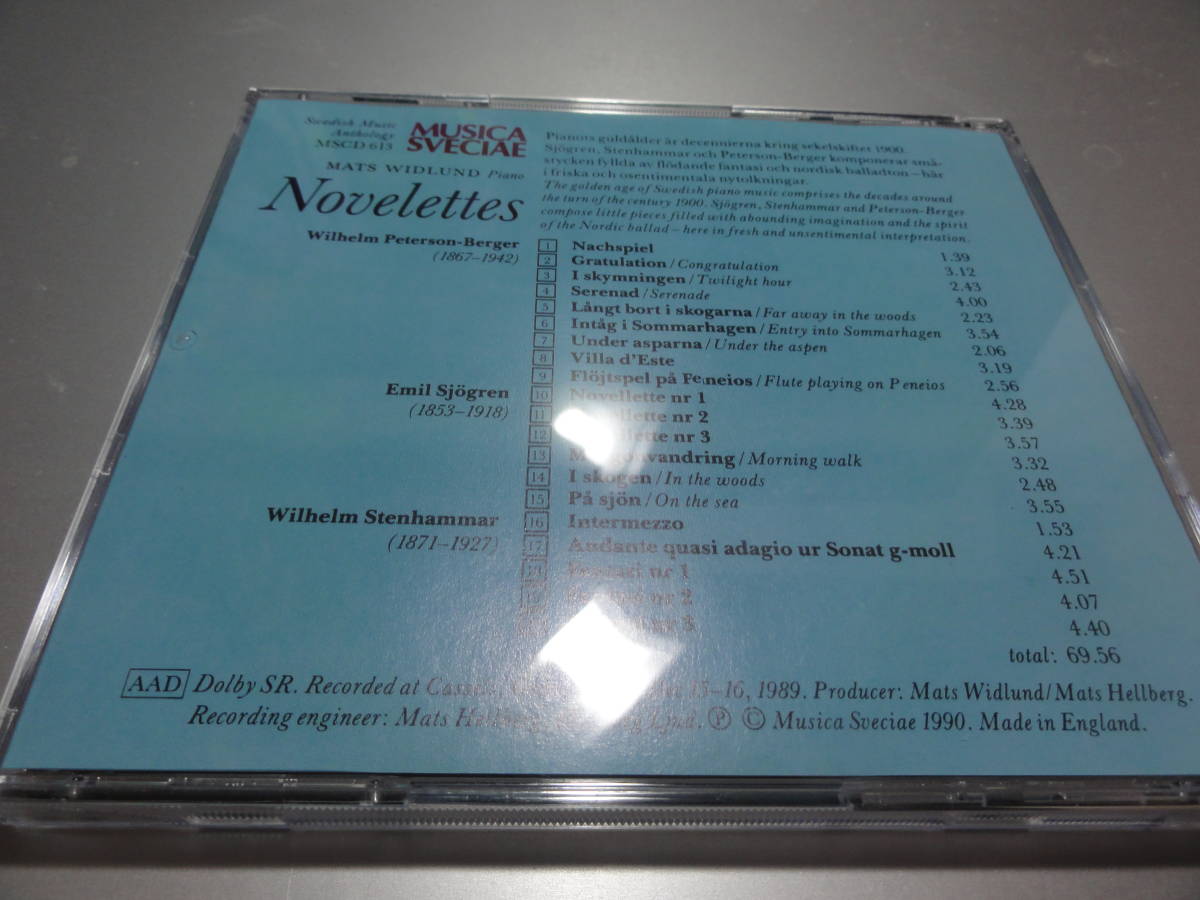 Swedish Music
Anthology
MSCD 613
MUSICA
SVECIAE
MATS WIDLUND Piano
Novelettes
Pianots guldålder är decennierna kring sekelskiftet 1900.
Sjögren, Stenhammar och Peterson-Berger komponerar små-
stycken fyllda av flödande fantasi och nordisk balladton – här
i friska och osentimentala nytolkningar.
The golden age of Swedish piano music comprises the decades around
the turn of the century 1900. Sjögren, Stenhammar and Peterson-Berger
compose little pieces filled with abounding imagination and the spirit
of the Nordic ballad – here in fresh and unsentimental interpretation.
Wilhelm Peterson-Berger
(1867–1942)
1 Nachspiel 1.39
2 Gratulation / Congratulation 3.12
3 I skymningen / Twilight hour 2.43
4 Serenad / Serenade 4.00
5 Långt bort i skogarna / Far away in the woods 2.23
6 Intåg i Sommarhagen / Entry into Sommarhagen 3.54
7 Under asparna / Under the aspen 2.06
8 Villa d'Este 3.19
9 Flöjtspel på Peneios / Flute playing on Peneios 2.56
Emil Sjögren
(1853–1918)
10 Novellette nr 1 4.28
11 nr 2 3.39
12 nr 3 3.57
13 Morgonvandring / Morning walk 3.32
14 I skogen / In the woods 2.48
15 På sjön / On the sea 3.55
Wilhelm Stenhammar
(1871–1927)
16 Intermezzo 1.53
17 Andante quasi adagio ur Sonat g-moll 4.21
nr 1 4.51
nr 2 4.07
nr 3 4.40
total: 69.56
AAD Dolby SR. Recorded at 15–16, 1989. Producer: Mats Widlund/Mats Hellberg.
Recording engineer: Mats Ⓟ © Musica Sveciae 1990. Made in England.